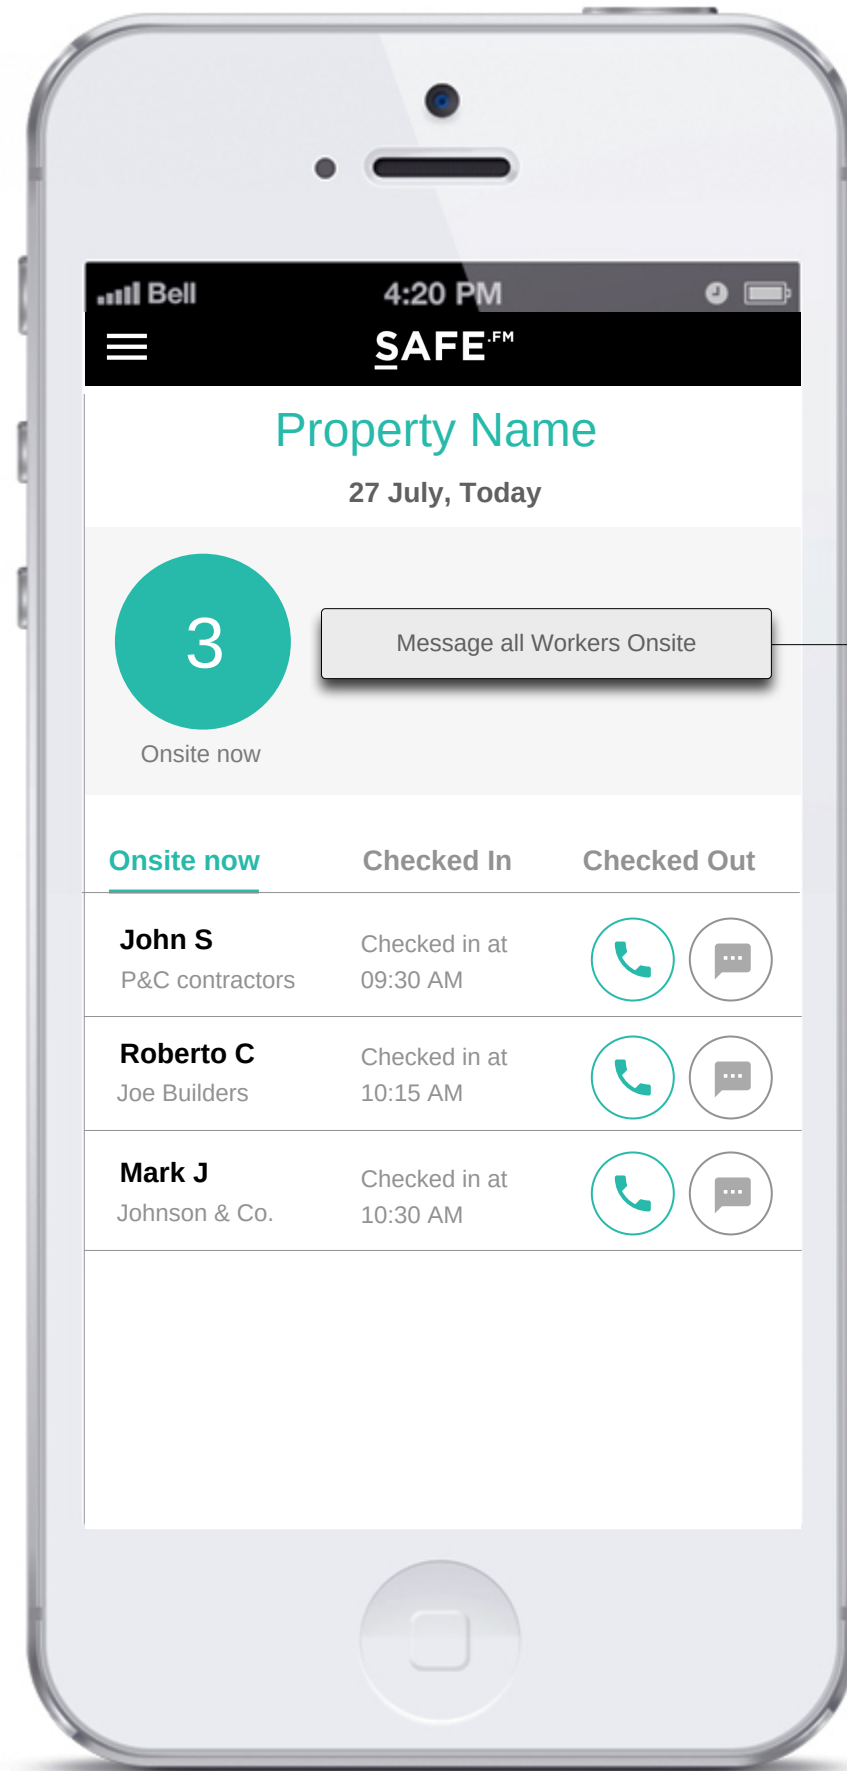 Bell 4:20 PM
SAFE.FM
Property Name
27 July, Today
3
Message all Workers Onsite
Onsite now
Onsite now Checked In Checked Out
John S
P&C contractors
Checked in at
09:30 AM
Roberto C
Joe Builders
Checked in at
10:15 AM
Mark J
Johnson & Co.
Checked in at
10:30 AM